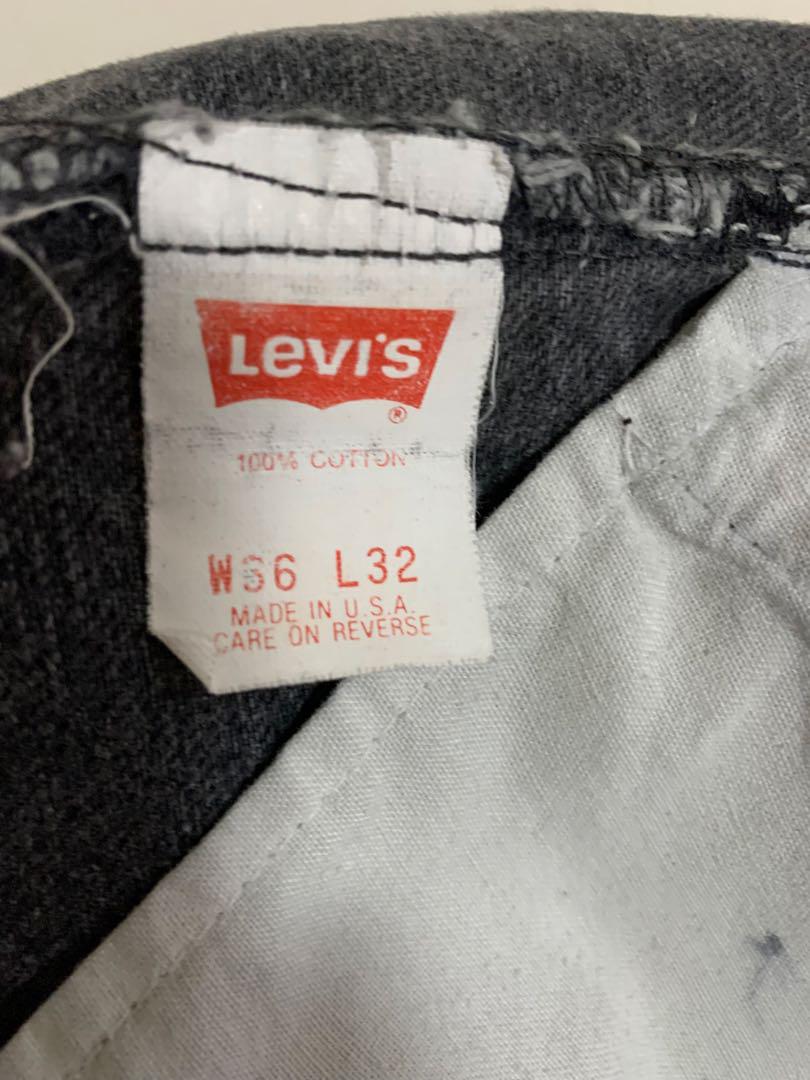 Levi's
®
100% COTTON
W36 L32
MADE IN U.S.A.
CARE ON REVERSE